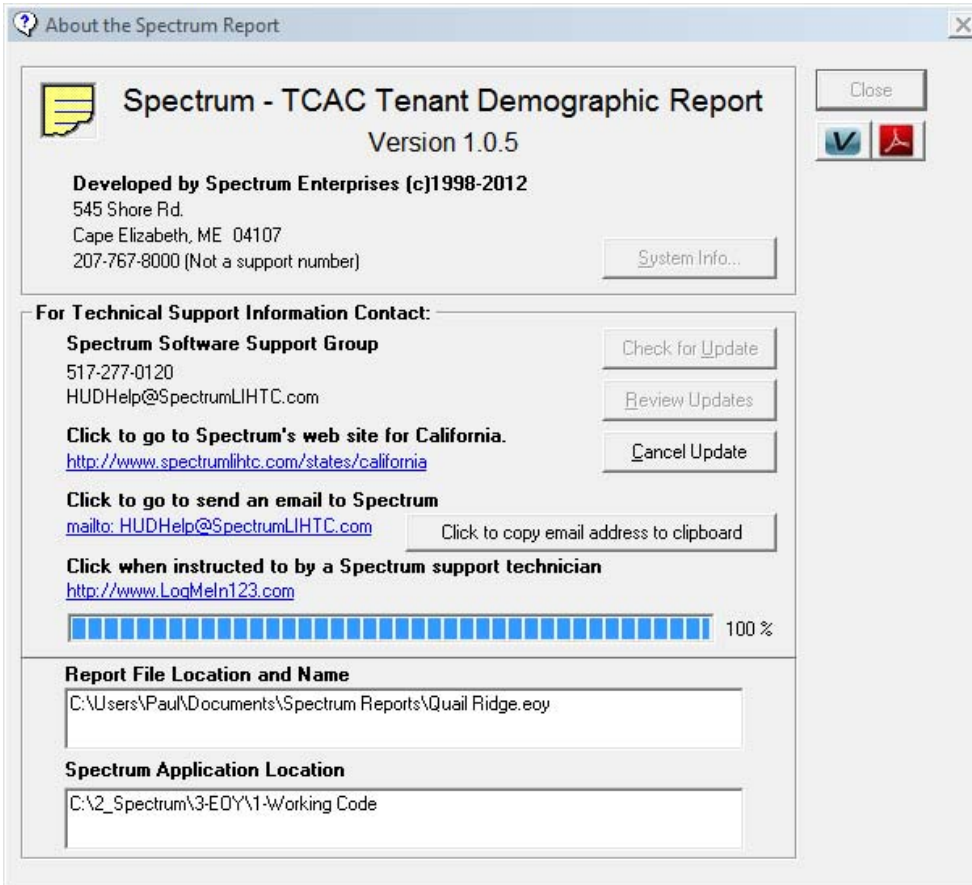 About the Spectrum Report
Spectrum - TCAC Tenant Demographic Report
Version 1.0.5
Close
Developed by Spectrum Enterprises (c)1998-2012
545 Shore Rd.
Cape Elizabeth, ME 04107
207-767-8000 (Not a support number)
System Info...
For Technical Support Information Contact:
Spectrum Software Support Group
517-277-0120
HUDHelp@SpectrumLIHTC.com
Check for Update
Review Updates
Click to go to Spectrum's web site for California.
http://www.spectrumlihtc.com/states/california
Cancel Update
Click to go to send an email to Spectrum
mailto: HUDHelp@SpectrumLIHTC.com
Click to copy email address to clipboard
Click when instructed to by a Spectrum support technician
http://www.LogMeIn123.com
100 %
Report File Location and Name
C:\Users\Paul\Documents\Spectrum Reports\Quail Ridge.eoy
Spectrum Application Location
C:\2_Spectrum\3-EOY\1-Working Code